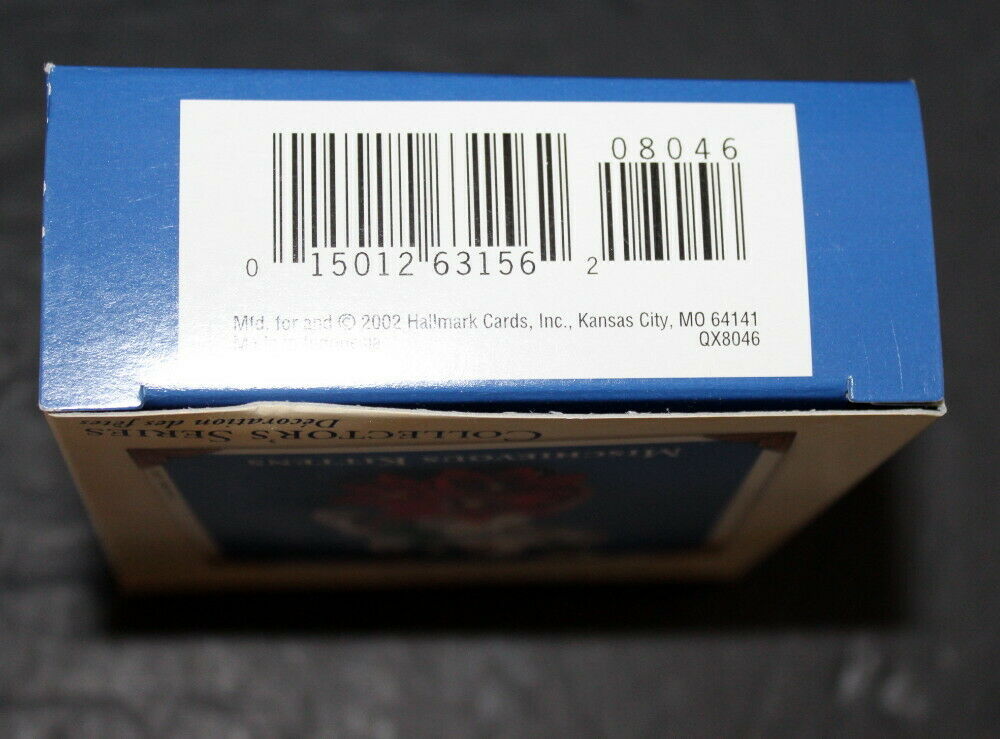 08046
0 15012 63156 2
Mfd. for and © 2002 Hallmark Cards, Inc., Kansas City, MO 64141
QX8046
COLLECTOR'S SERIES
Décoration des fêtes
MISCHIEVOUS KITTENS